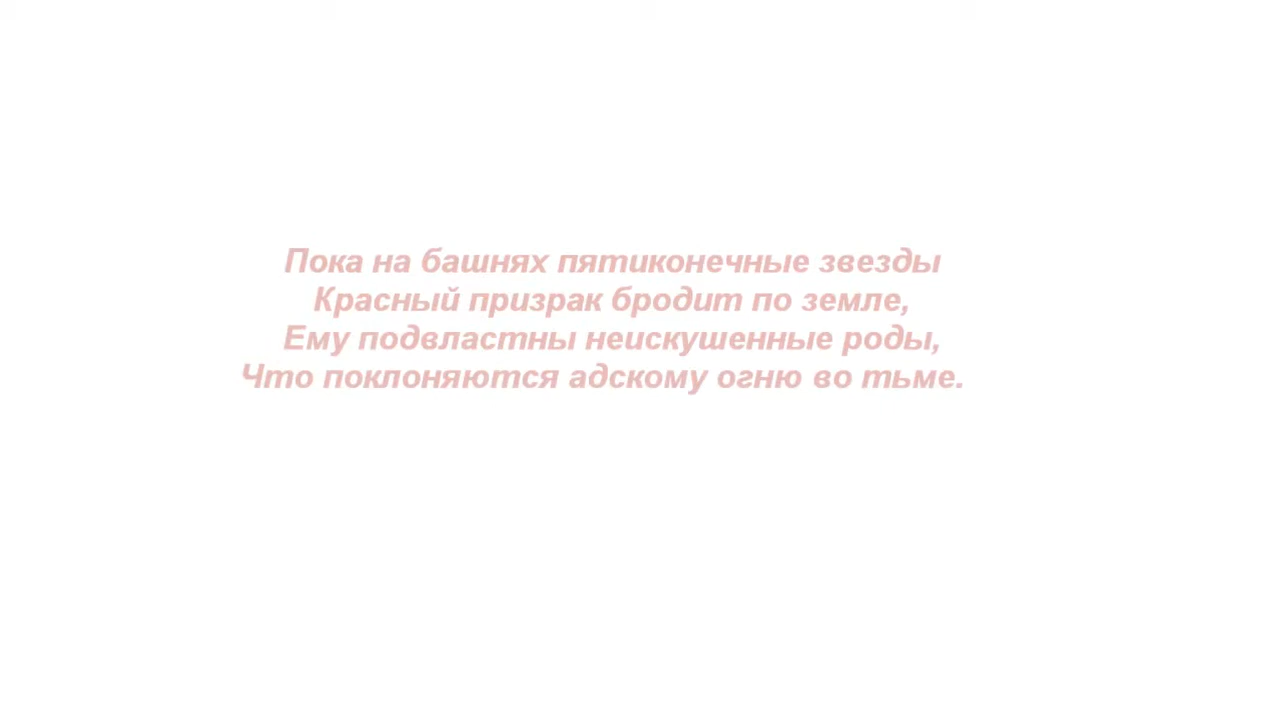 Пока на башнях пятиконечные звезды
Красный призрак бродит по земле,
Ему подвластны неискушенные роды,
Что поклоняются адскому огню во тьме.